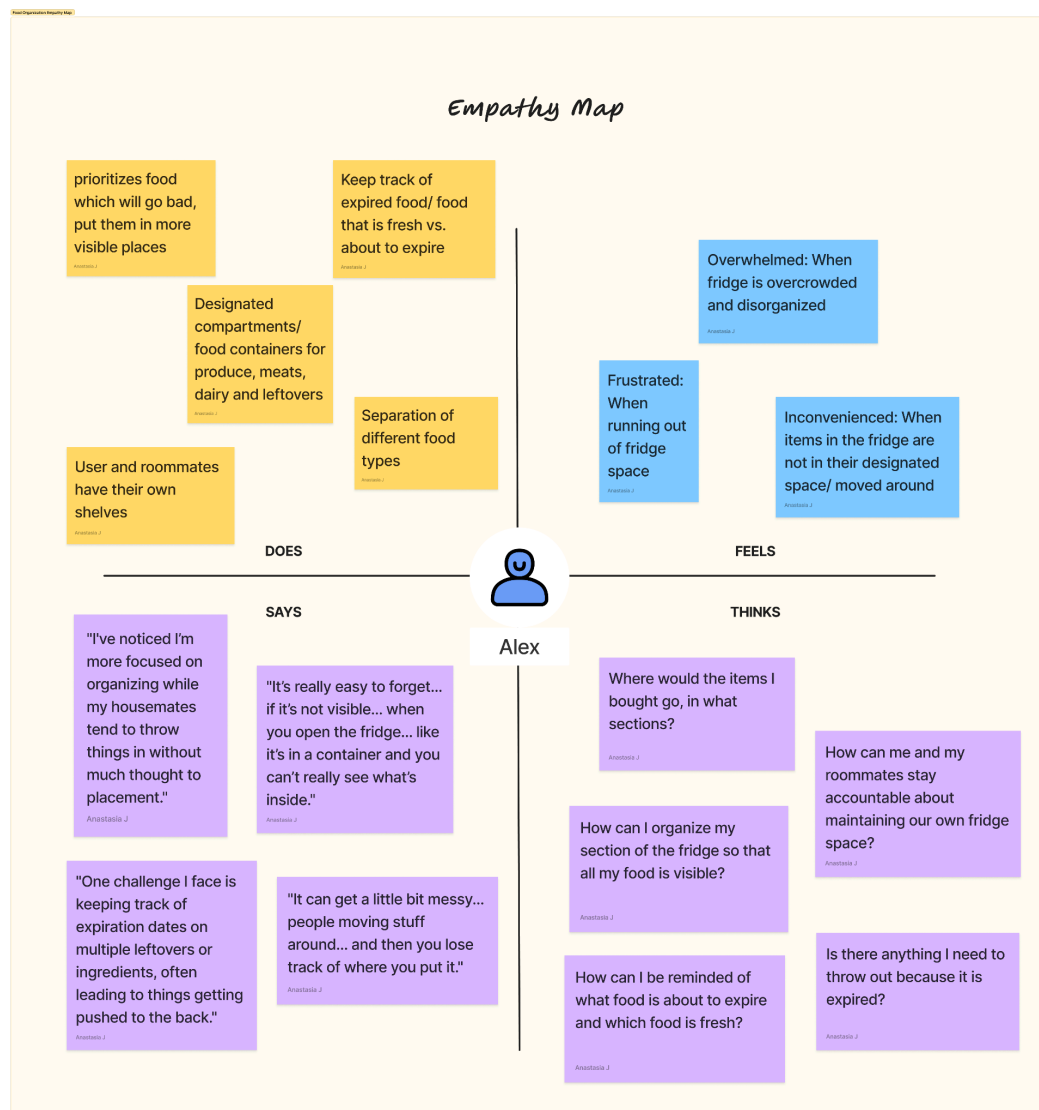 Food Organization Empathy Map
Empathy Map
prioritizes food
which will go bad,
put them in more
visible places
Anastasia J
Keep track of
expired food/ food
that is fresh vs.
about to expire
Anastasia J
Designated
compartments/
food containers for
produce, meats,
dairy and leftovers
Anastasia J
Separation of
different food
types
Anastasia J
User and roommates
have their own
shelves
Anastasia J
DOES
Overwhelmed: When
fridge is overcrowded
and disorganized
Anastasia J
Frustrated:
When
running out
of fridge
space
Anastasia J
Inconvenienced: When
items in the fridge are
not in their designated
space/ moved around
Anastasia J
FEELS
Alex
SAYS
"I've noticed I’m
more focused on
organizing while
my housemates
tend to throw
things in without
much thought to
placement."
Anastasia J
"It’s really easy to forget...
if it’s not visible... when
you open the fridge... like
it’s in a container and you
can’t really see what’s
inside."
Anastasia J
"One challenge I face is
keeping track of
expiration dates on
multiple leftovers or
ingredients, often
leading to things getting
pushed to the back."
Anastasia J
"It can get a little bit messy...
people moving stuff
around... and then you lose
track of where you put it."
Anastasia J
THINKS
Where would the items I
bought go, in what
sections?
Anastasia J
How can me and my
roommates stay
accountable about
maintaining our own fridge
space?
Anastasia J
How can I organize my
section of the fridge so that
all my food is visible?
Anastasia J
How can I be reminded of
what food is about to expire
and which food is fresh?
Anastasia J
Is there anything I need to
throw out because it is
expired?
Anastasia J